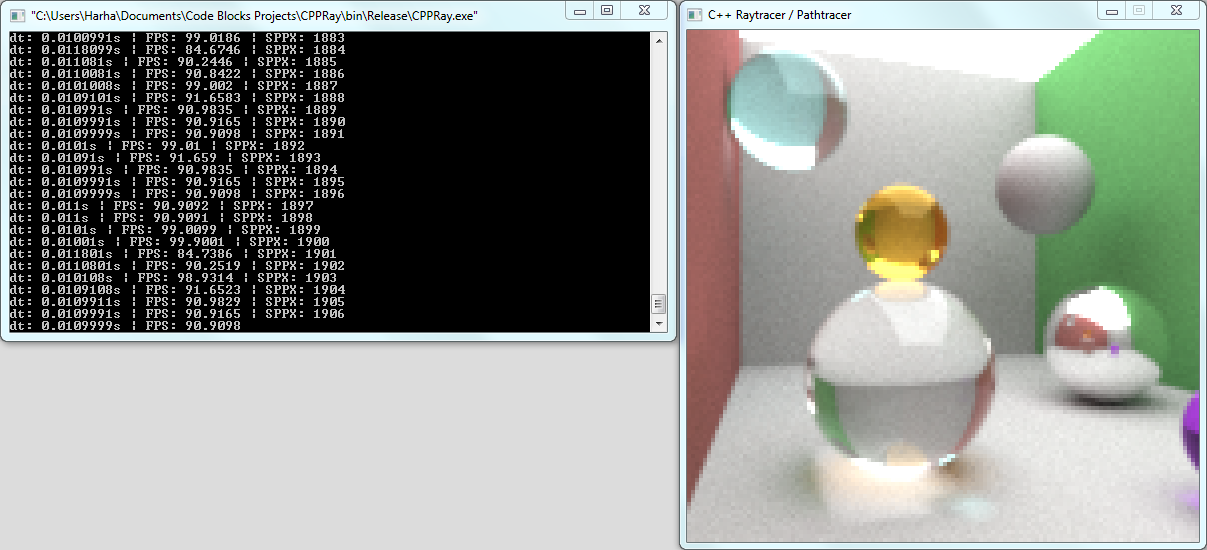 "C:\Users\Harha\Documents\Code Blocks Projects\CPPRay\bin\Release\CPPRay.exe"
dt: 0.0100991s ¦ FPS: 99.0186 ¦ SPPX: 1883
dt: 0.0118099s ¦ FPS: 84.6746 ¦ SPPX: 1884
dt: 0.011081s ¦ FPS: 90.2446 ¦ SPPX: 1885
dt: 0.0110081s ¦ FPS: 90.8422 ¦ SPPX: 1886
dt: 0.0101008s ¦ FPS: 99.002 ¦ SPPX: 1887
dt: 0.0109101s ¦ FPS: 91.6583 ¦ SPPX: 1888
dt: 0.010991s ¦ FPS: 90.9835 ¦ SPPX: 1889
dt: 0.0109991s ¦ FPS: 90.9165 ¦ SPPX: 1890
dt: 0.0109999s ¦ FPS: 90.9098 ¦ SPPX: 1891
dt: 0.0101s ¦ FPS: 99.01 ¦ SPPX: 1892
dt: 0.01091s ¦ FPS: 91.659 ¦ SPPX: 1893
dt: 0.010991s ¦ FPS: 90.9835 ¦ SPPX: 1894
dt: 0.0109991s ¦ FPS: 90.9165 ¦ SPPX: 1895
dt: 0.0109999s ¦ FPS: 90.9098 ¦ SPPX: 1896
dt: 0.011s ¦ FPS: 90.9092 ¦ SPPX: 1897
dt: 0.011s ¦ FPS: 90.9091 ¦ SPPX: 1898
dt: 0.0101s ¦ FPS: 99.0099 ¦ SPPX: 1899
dt: 0.01001s ¦ FPS: 99.9001 ¦ SPPX: 1900
dt: 0.011801s ¦ FPS: 84.7386 ¦ SPPX: 1901
dt: 0.0110801s ¦ FPS: 90.2519 ¦ SPPX: 1902
dt: 0.010108s ¦ FPS: 98.9314 ¦ SPPX: 1903
dt: 0.0109108s ¦ FPS: 91.6523 ¦ SPPX: 1904
dt: 0.0109911s ¦ FPS: 90.9829 ¦ SPPX: 1905
dt: 0.0109991s ¦ FPS: 90.9165 ¦ SPPX: 1906
dt: 0.0109999s ¦ FPS: 90.9098
C++ Raytracer / Pathtracer